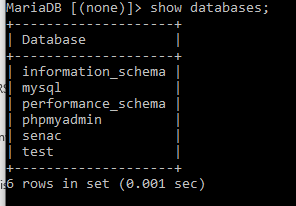 MariaDB [(none)]> show databases;
+--------------------+
| Database           |
+--------------------+
| information_schema |
| mysql              |
| performance_schema |
| phpmyadmin         |
| senac              |
| test               |
+--------------------+
6 rows in set (0.001 sec)